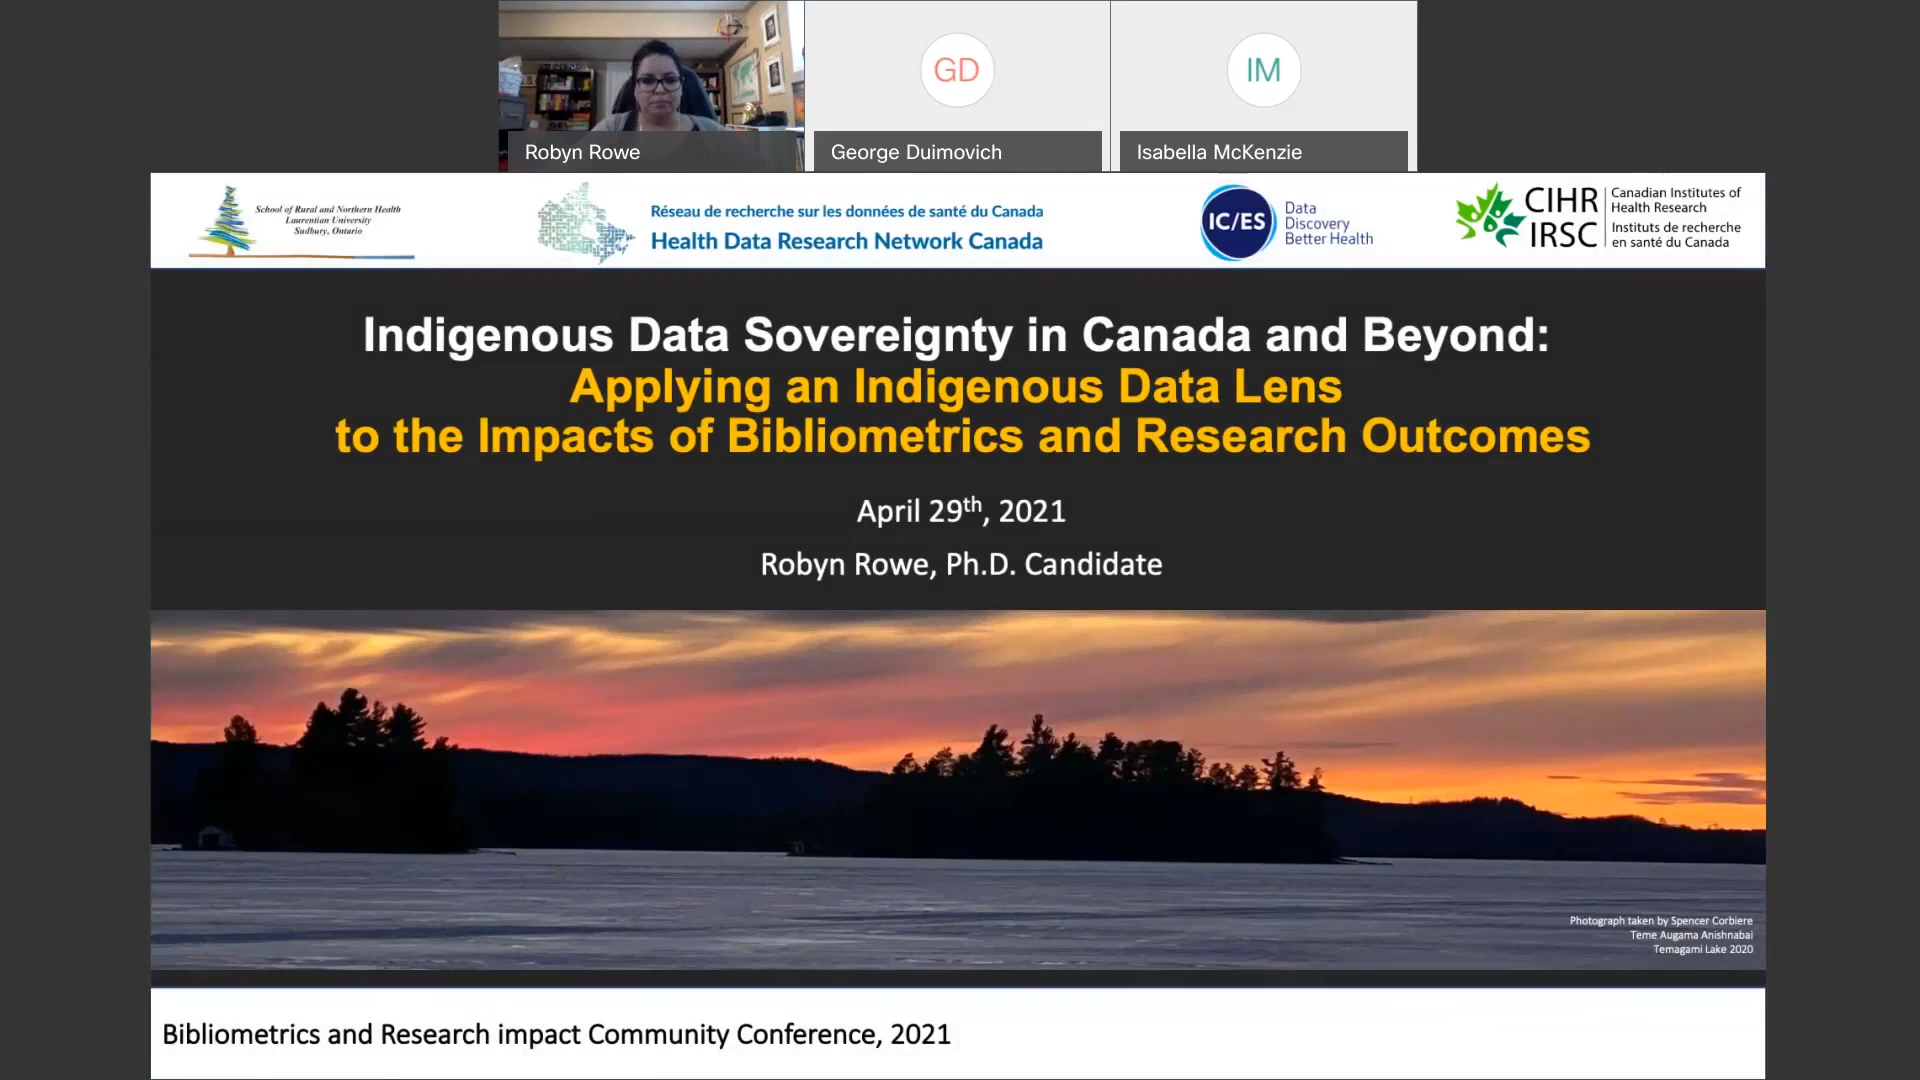 GD
IM
Robyn Rowe
George Duimovich
Isabella McKenzie
School of Rural and Northern Health
Laurentian University
Sudbury, Ontario
Réseau de recherche sur les données de santé du Canada
Health Data Research Network Canada
IC/ES
Data
Discovery
Better Health
CIHR
IRSC
Canadian Institutes of
Health Research
Instituts de recherche
en santé du Canada
Indigenous Data Sovereignty in Canada and Beyond:
Applying an Indigenous Data Lens
to the Impacts of Bibliometrics and Research Outcomes
April 29th, 2021
Robyn Rowe, Ph.D. Candidate
Photograph taken by Spencer Corbiere
Teme Augama Anishnabai
Temagami Lake 2020
Bibliometrics and Research impact Community Conference, 2021